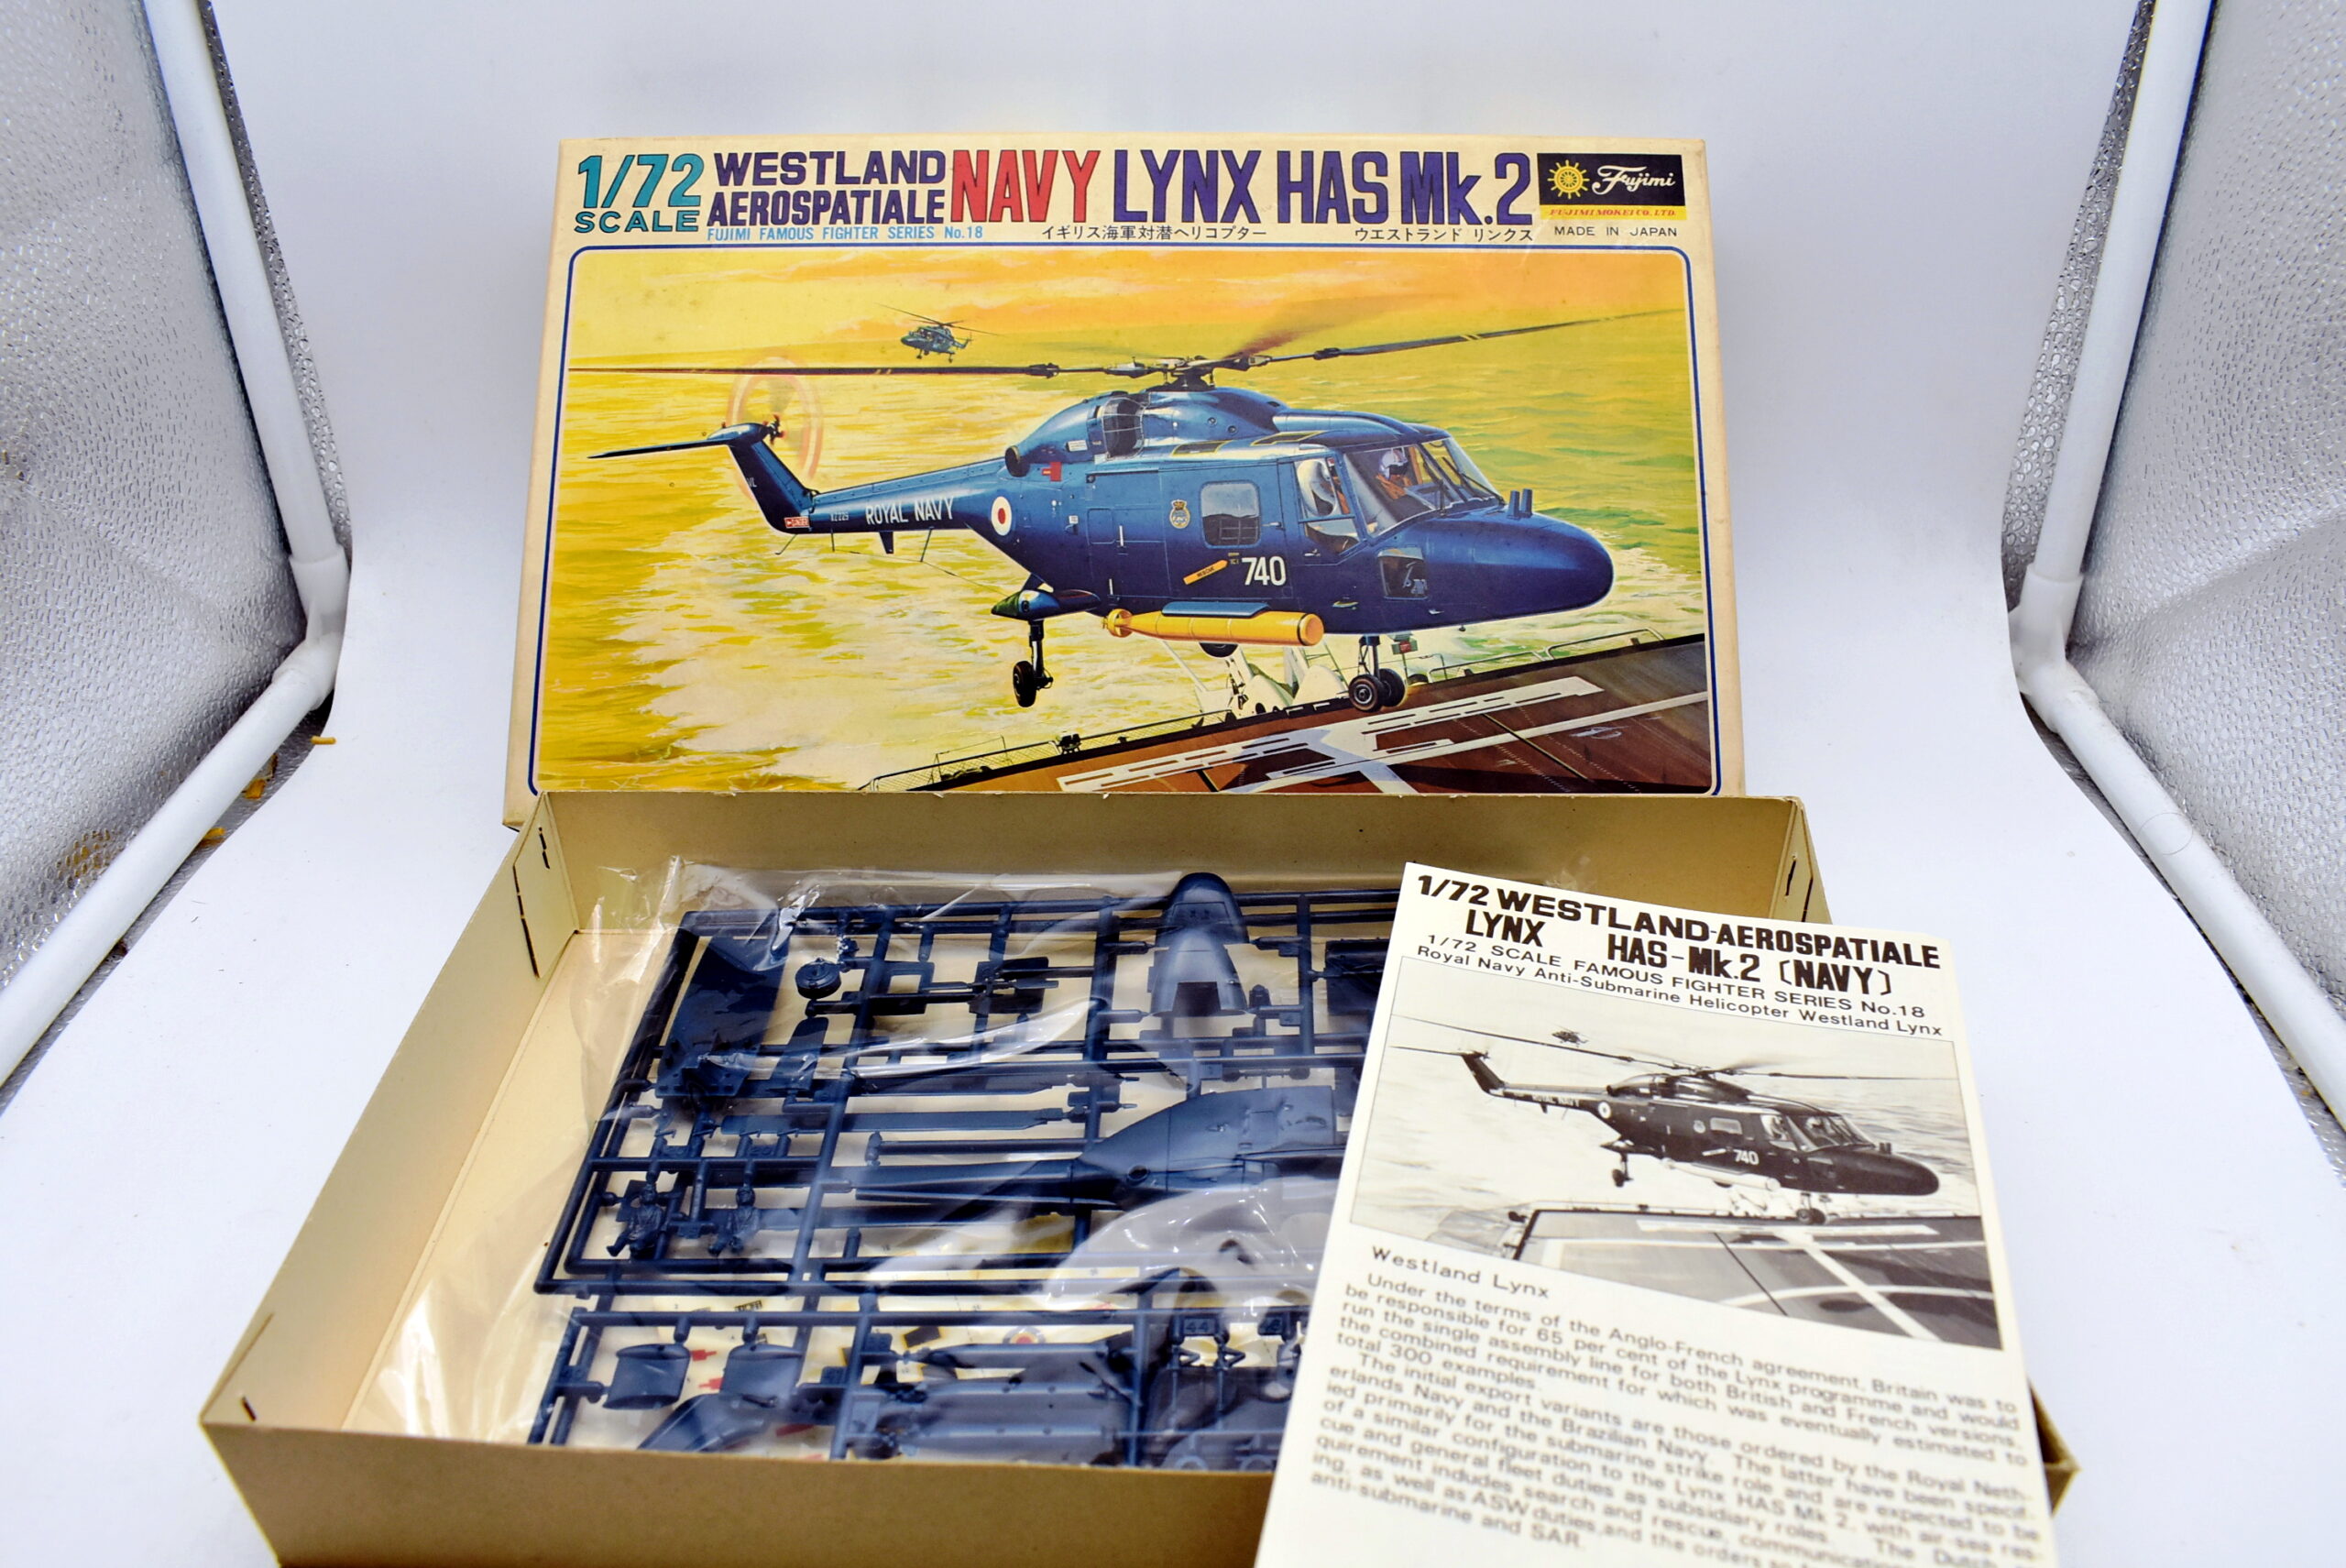 1/72
SCALE
WESTLAND
AEROSPATIALE
NAVY LYNX HAS Mk.2
FUJIMI FAMOUS FIGHTER SERIES No.18
イギリス海軍対潜ヘリコプター
ウエストランド リンクス
Fujimi
FUJIMI MOKEI CO. LTD.
MADE IN JAPAN
ROYAL NAVY
740
1/72 WESTLAND-AEROSPATIALE
LYNX HAS-Mk.2 (NAVY)
1/72 SCALE FAMOUS FIGHTER SERIES No.18
Royal Navy Anti-Submarine Helicopter Westland Lynx
ROYAL NAVY
740
Westland Lynx
Under the terms of the Anglo-French agreement, Britain was to
be responsible for 65 per cent of the Lynx programme and would
run the single assembly line for both British and French versions,
the combined requirement for which was eventually estimated to
total 300 examples.
The initial export variants are those ordered by the Royal Neth-
erlands Navy and the Brazilian Navy. The latter have been specif-
ied primarily for the submarine strike role and are expected to be
of a similar configuration to the Lynx HAS Mk 2, with air-sea res-
cue and general fleet duties as subsidiary roles. The Dutch
quirement includes search and rescue, communicat
ing, as well as ASW duties, and the orders
anti-submarine and SAR.